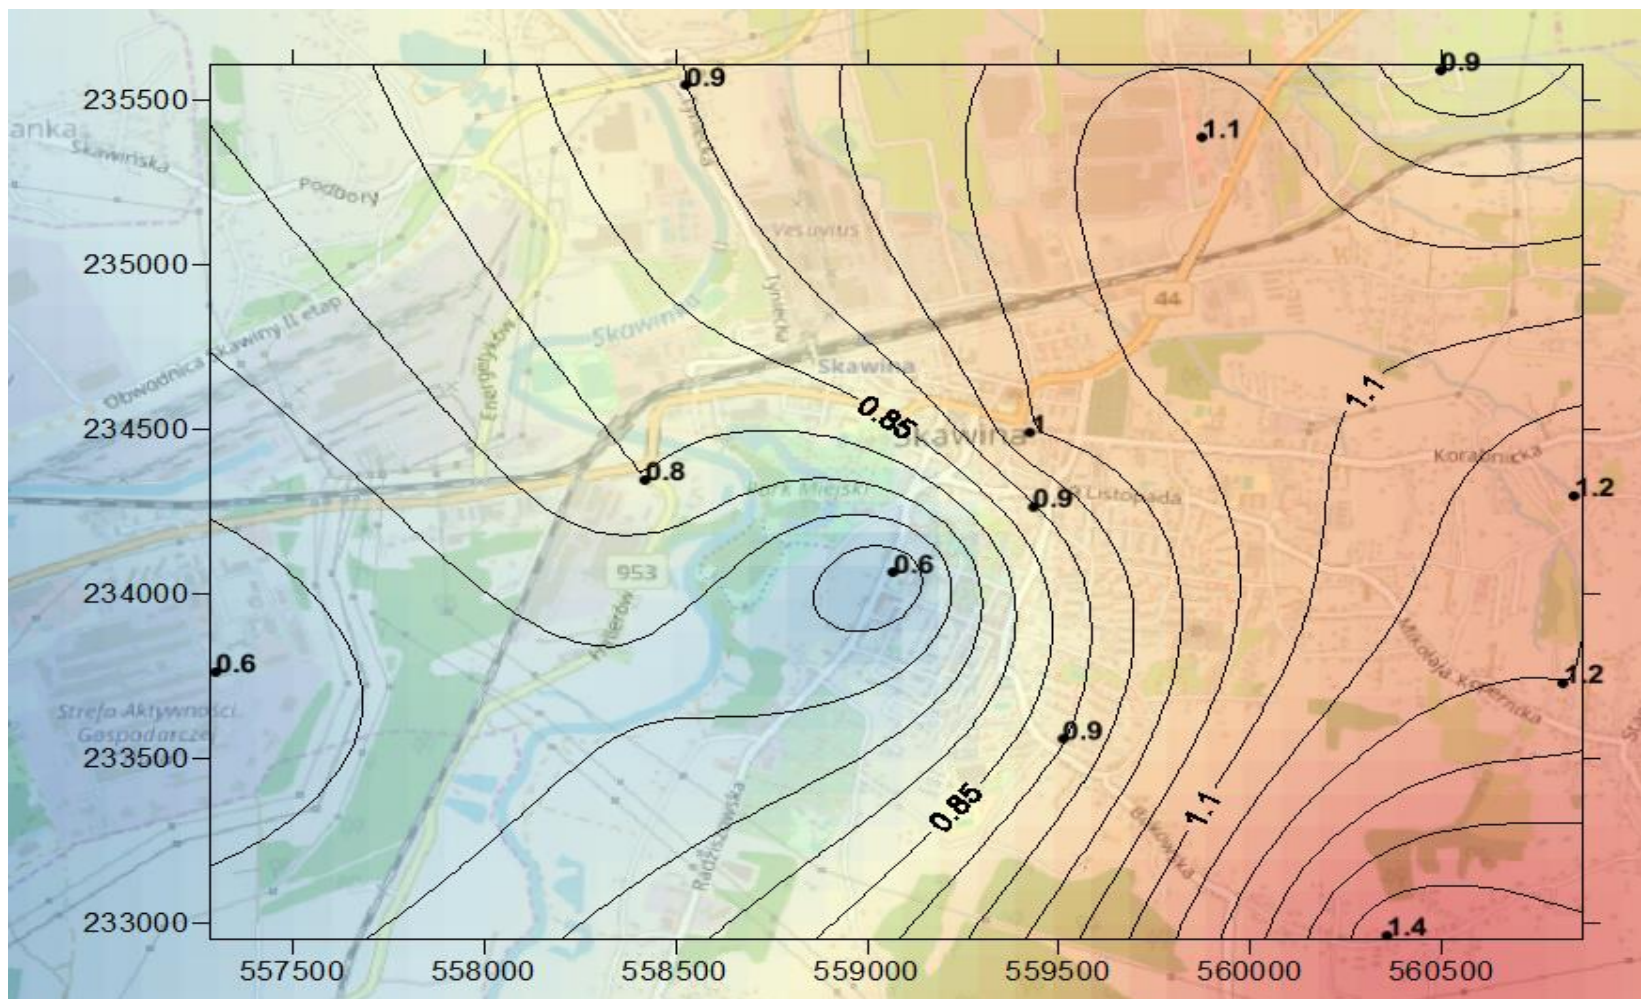 0.9
0.9
235500
1.1
anka
Skawińska
Tyniecka
Podbory
Vesuvius
235000
44
Tyniecka
Skawina
Obwodnica Skawiny II etap
Energetyków
234500
Skawina
1.1
0.85
1
Skawina
Korabnicka
0.8
Park Miejski
0.9
11 Listopada
1.2
234000
953
0.6
Mikołaja Kopernika
0.6
1.2
Strefa Aktywności
Gospodarczej
0.9
233500
Radziszowska
0.85
1.1
Bukowska
233000
1.4
557500
558000
558500
559000
559500
560000
560500